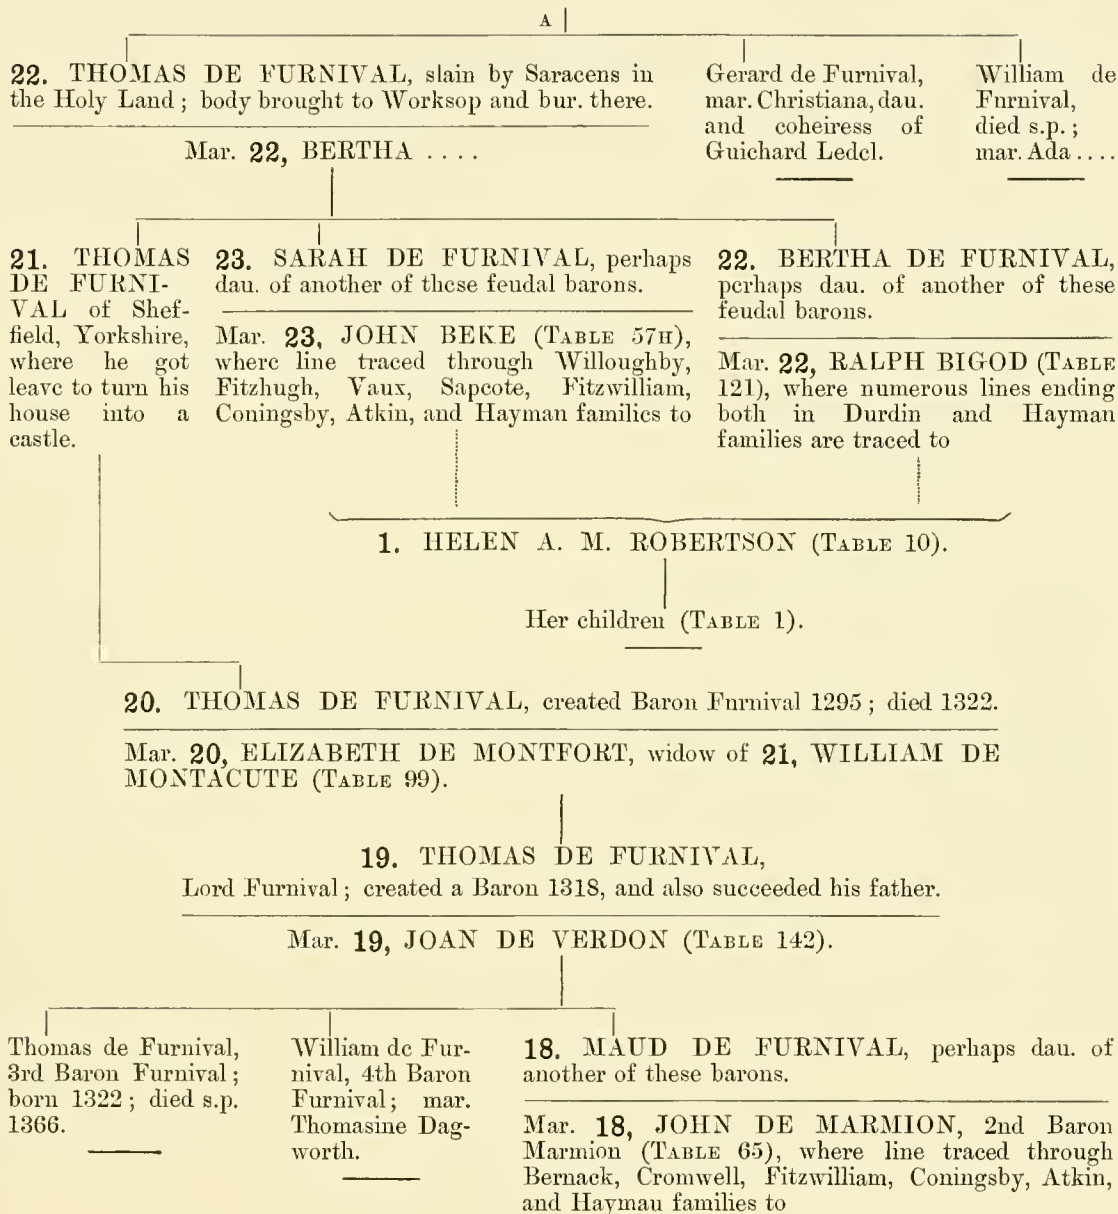 A
22. THOMAS DE FURNIVAL, slain by Saracens in
the Holy Land; body brought to Worksop and bur. there.
Mar. 22, BERTHA ....
Gerard de Furnival,
mar. Christiana, dau.
and coheiress of
Guichard Ledel.
William de
Furnival,
died s.p.;
mar. Ada ....
21. THOMAS
DE FURNI-
VAL of Shef-
field, Yorkshire,
where he got
leave to turn his
house into a
castle.
23. SARAH DE FURNIVAL, perhaps
dau. of another of these feudal barons.
Mar. 23, JOHN BEKE (TABLE 57H),
where line traced through Willoughby,
Fitzhugh, Vaux, Sapcote, Fitzwilliam,
Coningsby, Atkin, and Hayman families to
22. BERTHA DE FURNIVAL,
perhaps dau. of another of these
feudal barons.
Mar. 22, RALPH BIGOD (TABLE
121), where numerous lines ending
both in Durdin and Hayman
families are traced to
1. HELEN A. M. ROBERTSON (TABLE 10).
Her children (TABLE 1).
20. THOMAS DE FURNIVAL, created Baron Furnival 1295; died 1322.
Mar. 20, ELIZABETH DE MONTFORT, widow of 21, WILLIAM DE
MONTACUTE (TABLE 99).
19. THOMAS DE FURNIVAL,
Lord Furnival; created a Baron 1318, and also succeeded his father.
Mar. 19, JOAN DE VERDON (TABLE 142).
Thomas de Furnival,
3rd Baron Furnival;
born 1322; died s.p.
1366.
William de Fur-
nival, 4th Baron
Furnival; mar.
Thomasine Dag-
worth.
18. MAUD DE FURNIVAL, perhaps dau. of
another of these barons.
Mar. 18, JOHN DE MARMION, 2nd Baron
Marmion (TABLE 65), where line traced through
Bernack, Cromwell, Fitzwilliam, Coningsby, Atkin,
and Hayman families to